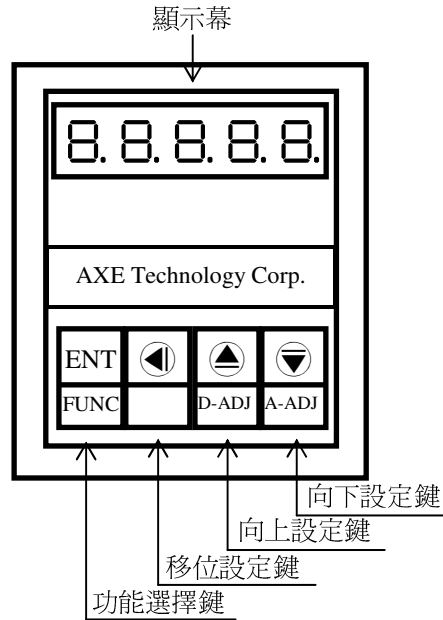 顯示幕
8.8.8.8.8.
AXE Technology Corp.
ENT
FUNC D-ADJ A-ADJ
向下設定鍵
向上設定鍵
移位設定鍵
功能選擇鍵